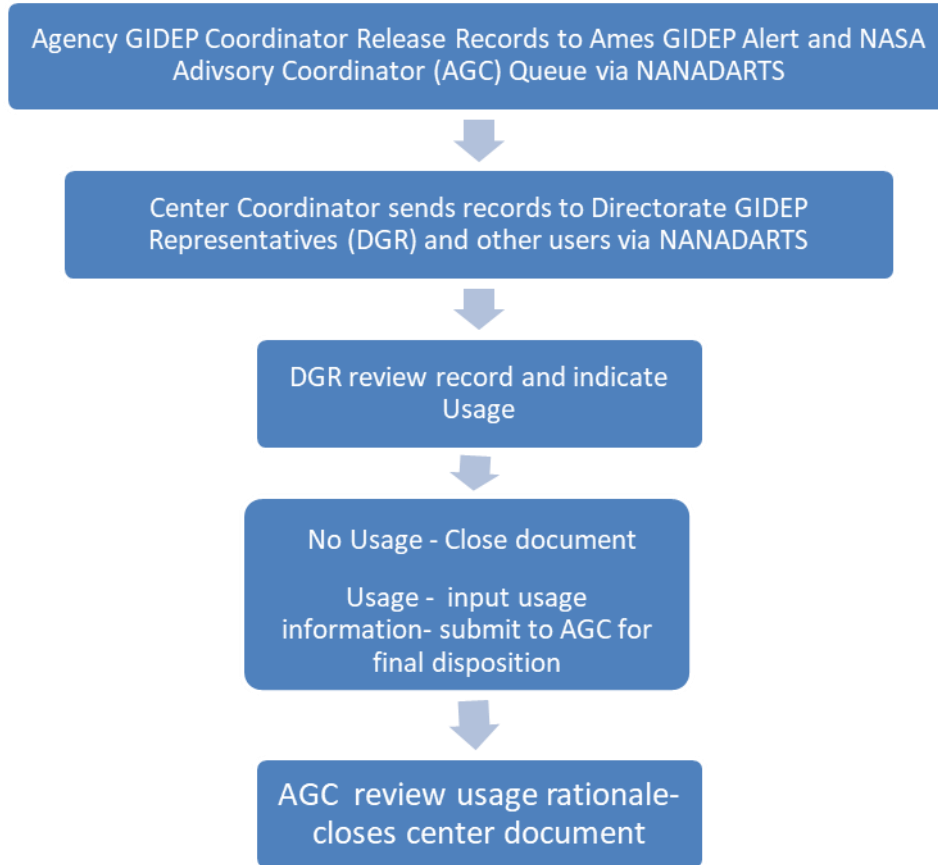 Agency GIDEP Coordinator Release Records to Ames GIDEP Alert and NASA
Adivsory Coordinator (AGC) Queue via NANADARTS
Center Coordinator sends records to Directorate GIDEP
Representatives (DGR) and other users via NANADARTS
DGR review record and indicate
Usage
No Usage - Close document
Usage - input usage
information- submit to AGC for
final disposition
AGC review usage rationale-
closes center document